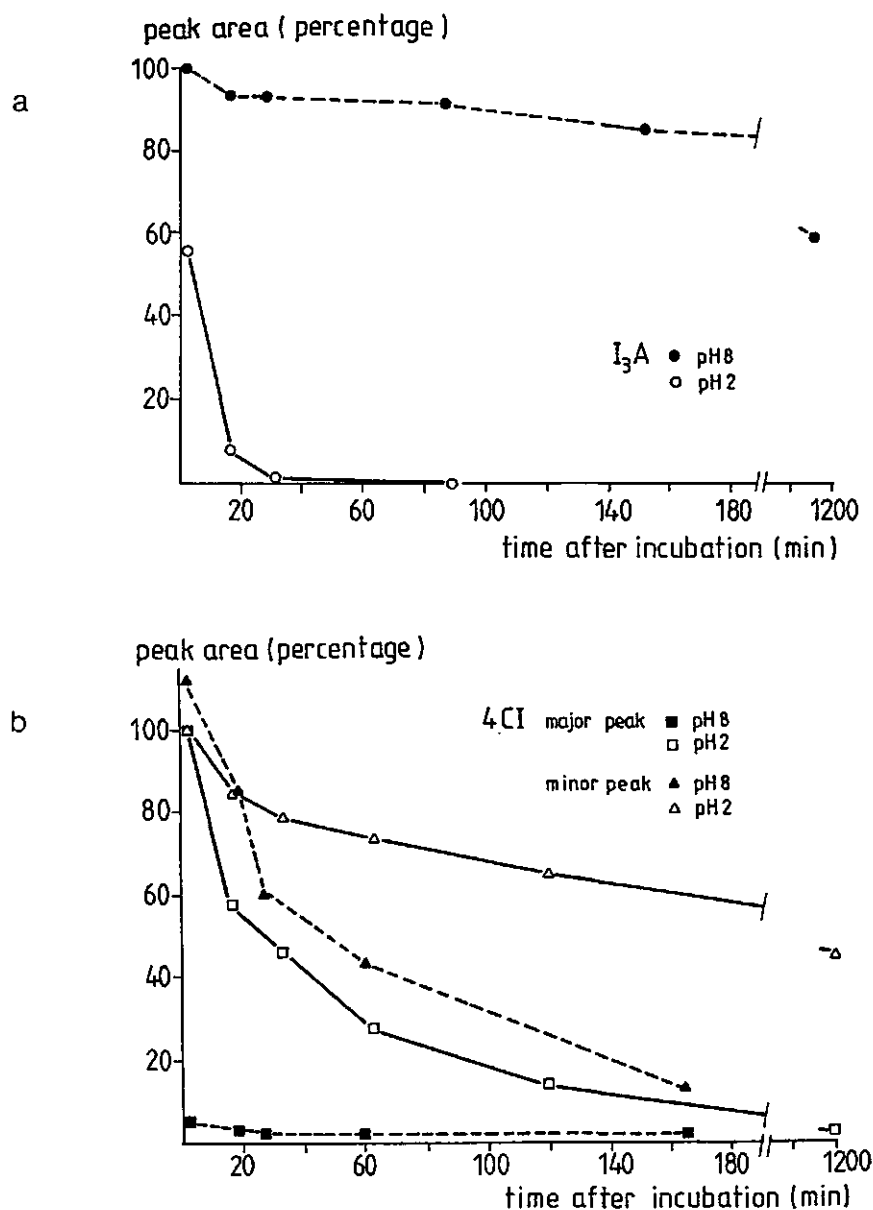 peak area (percentage)
a
100
80
60
40
20
I₃A ● pH8
○ pH2
20 60 100 140 180 1200
time after incubation (min)
peak area (percentage)
b
100
80
60
40
20
4CI major peak ■ pH8
□ pH2
minor peak ▲ pH8
△ pH2
20 60 100 140 180 1200
time after incubation (min)